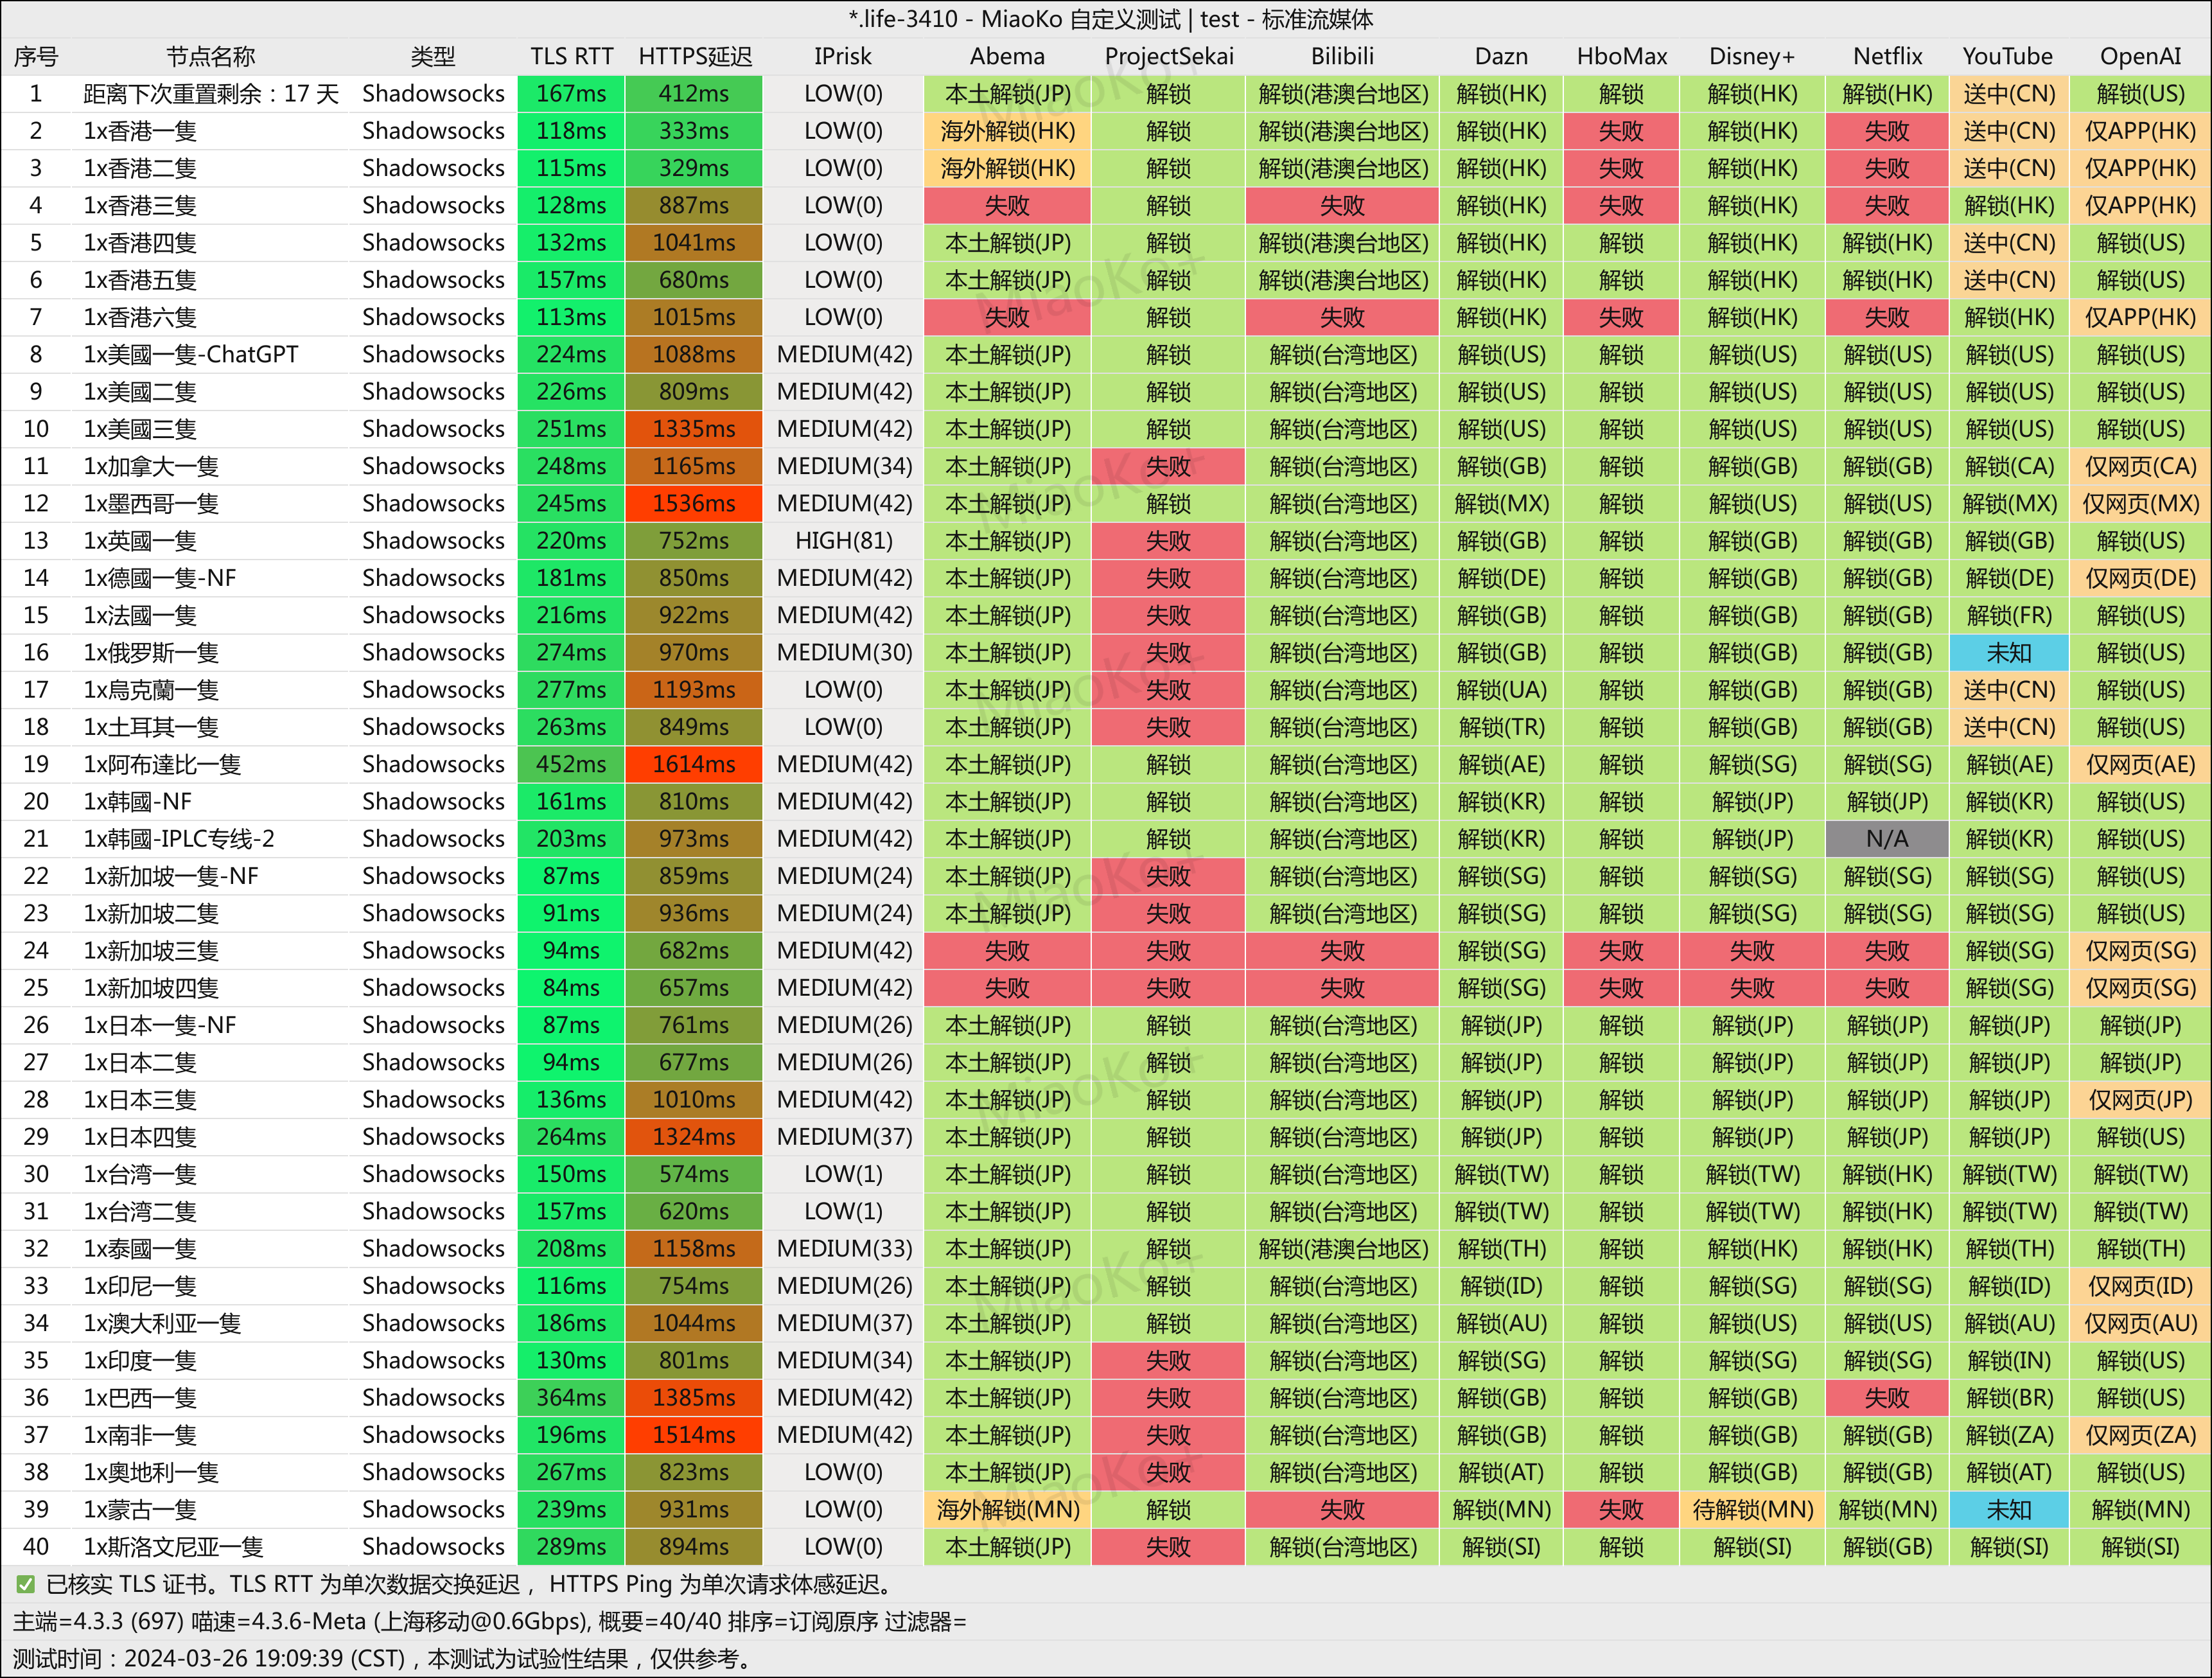 *.life-3410 - MiaoKo 自定义测试 | test - 标准流媒体
序号 节点名称 类型 TLS RTT HTTPS延迟 IPrisk Abema ProjectSekai Bilibili Dazn HboMax Disney+ Netflix YouTube OpenAI
1 距离下次重置剩余：17 天 Shadowsocks 167ms 412ms LOW(0) 本土解锁(JP) 解锁 解锁(港澳台地区) 解锁(HK) 解锁 解锁(HK) 解锁(HK) 送中(CN) 解锁(US)
2 1x香港一隻 Shadowsocks 118ms 333ms LOW(0) 海外解锁(HK) 解锁 解锁(港澳台地区) 解锁(HK) 失败 解锁(HK) 失败 送中(CN) 仅APP(HK)
3 1x香港二隻 Shadowsocks 115ms 329ms LOW(0) 海外解锁(HK) 解锁 解锁(港澳台地区) 解锁(HK) 失败 解锁(HK) 失败 送中(CN) 仅APP(HK)
4 1x香港三隻 Shadowsocks 128ms 887ms LOW(0) 失败 解锁 失败 解锁(HK) 失败 解锁(HK) 失败 解锁(HK) 仅APP(HK)
5 1x香港四隻 Shadowsocks 132ms 1041ms LOW(0) 本土解锁(JP) 解锁 解锁(港澳台地区) 解锁(HK) 解锁 解锁(HK) 解锁(HK) 送中(CN) 解锁(US)
6 1x香港五隻 Shadowsocks 157ms 680ms LOW(0) 本土解锁(JP) 解锁 解锁(港澳台地区) 解锁(HK) 解锁 解锁(HK) 解锁(HK) 送中(CN) 解锁(US)
7 1x香港六隻 Shadowsocks 113ms 1015ms LOW(0) 失败 解锁 失败 解锁(HK) 失败 解锁(HK) 失败 解锁(HK) 仅APP(HK)
8 1x美國一隻-ChatGPT Shadowsocks 224ms 1088ms MEDIUM(42) 本土解锁(JP) 解锁 解锁(台湾地区) 解锁(US) 解锁 解锁(US) 解锁(US) 解锁(US) 解锁(US)
9 1x美國二隻 Shadowsocks 226ms 809ms MEDIUM(42) 本土解锁(JP) 解锁 解锁(台湾地区) 解锁(US) 解锁 解锁(US) 解锁(US) 解锁(US) 解锁(US)
10 1x美國三隻 Shadowsocks 251ms 1335ms MEDIUM(42) 本土解锁(JP) 解锁 解锁(台湾地区) 解锁(US) 解锁 解锁(US) 解锁(US) 解锁(US) 解锁(US)
11 1x加拿大一隻 Shadowsocks 248ms 1165ms MEDIUM(34) 本土解锁(JP) 失败 解锁(台湾地区) 解锁(GB) 解锁 解锁(GB) 解锁(GB) 解锁(CA) 仅网页(CA)
12 1x墨西哥一隻 Shadowsocks 245ms 1536ms MEDIUM(42) 本土解锁(JP) 解锁 解锁(台湾地区) 解锁(MX) 解锁 解锁(US) 解锁(US) 解锁(MX) 仅网页(MX)
13 1x英國一隻 Shadowsocks 220ms 752ms HIGH(81) 本土解锁(JP) 失败 解锁(台湾地区) 解锁(GB) 解锁 解锁(GB) 解锁(GB) 解锁(GB) 解锁(US)
14 1x德國一隻-NF Shadowsocks 181ms 850ms MEDIUM(42) 本土解锁(JP) 失败 解锁(台湾地区) 解锁(DE) 解锁 解锁(GB) 解锁(GB) 解锁(DE) 仅网页(DE)
15 1x法國一隻 Shadowsocks 216ms 922ms MEDIUM(42) 本土解锁(JP) 失败 解锁(台湾地区) 解锁(GB) 解锁 解锁(GB) 解锁(GB) 解锁(FR) 解锁(US)
16 1x俄罗斯一隻 Shadowsocks 274ms 970ms MEDIUM(30) 本土解锁(JP) 失败 解锁(台湾地区) 解锁(GB) 解锁 解锁(GB) 解锁(GB) 未知 解锁(US)
17 1x烏克蘭一隻 Shadowsocks 277ms 1193ms LOW(0) 本土解锁(JP) 失败 解锁(台湾地区) 解锁(UA) 解锁 解锁(GB) 解锁(GB) 送中(CN) 解锁(US)
18 1x土耳其一隻 Shadowsocks 263ms 849ms LOW(0) 本土解锁(JP) 失败 解锁(台湾地区) 解锁(TR) 解锁 解锁(GB) 解锁(GB) 送中(CN) 解锁(US)
19 1x阿布達比一隻 Shadowsocks 452ms 1614ms MEDIUM(42) 本土解锁(JP) 解锁 解锁(台湾地区) 解锁(AE) 解锁 解锁(SG) 解锁(SG) 解锁(AE) 仅网页(AE)
20 1x韩國-NF Shadowsocks 161ms 810ms MEDIUM(42) 本土解锁(JP) 解锁 解锁(台湾地区) 解锁(KR) 解锁 解锁(JP) 解锁(JP) 解锁(KR) 解锁(US)
21 1x韩國-IPLC专线-2 Shadowsocks 203ms 973ms MEDIUM(42) 本土解锁(JP) 解锁 解锁(台湾地区) 解锁(KR) 解锁 解锁(JP) N/A 解锁(KR) 解锁(US)
22 1x新加坡一隻-NF Shadowsocks 87ms 859ms MEDIUM(24) 本土解锁(JP) 失败 解锁(台湾地区) 解锁(SG) 解锁 解锁(SG) 解锁(SG) 解锁(SG) 解锁(US)
23 1x新加坡二隻 Shadowsocks 91ms 936ms MEDIUM(24) 本土解锁(JP) 失败 解锁(台湾地区) 解锁(SG) 解锁 解锁(SG) 解锁(SG) 解锁(SG) 解锁(US)
24 1x新加坡三隻 Shadowsocks 94ms 682ms MEDIUM(42) 失败 失败 失败 解锁(SG) 失败 失败 失败 解锁(SG) 仅网页(SG)
25 1x新加坡四隻 Shadowsocks 84ms 657ms MEDIUM(42) 失败 失败 失败 解锁(SG) 失败 失败 失败 解锁(SG) 仅网页(SG)
26 1x日本一隻-NF Shadowsocks 87ms 761ms MEDIUM(26) 本土解锁(JP) 解锁 解锁(台湾地区) 解锁(JP) 解锁 解锁(JP) 解锁(JP) 解锁(JP) 解锁(JP)
27 1x日本二隻 Shadowsocks 94ms 677ms MEDIUM(26) 本土解锁(JP) 解锁 解锁(台湾地区) 解锁(JP) 解锁 解锁(JP) 解锁(JP) 解锁(JP) 解锁(JP)
28 1x日本三隻 Shadowsocks 136ms 1010ms MEDIUM(42) 本土解锁(JP) 解锁 解锁(台湾地区) 解锁(JP) 解锁 解锁(JP) 解锁(JP) 解锁(JP) 仅网页(JP)
29 1x日本四隻 Shadowsocks 264ms 1324ms MEDIUM(37) 本土解锁(JP) 解锁 解锁(台湾地区) 解锁(JP) 解锁 解锁(JP) 解锁(JP) 解锁(JP) 解锁(US)
30 1x台湾一隻 Shadowsocks 150ms 574ms LOW(1) 本土解锁(JP) 解锁 解锁(台湾地区) 解锁(TW) 解锁 解锁(TW) 解锁(HK) 解锁(TW) 解锁(TW)
31 1x台湾二隻 Shadowsocks 157ms 620ms LOW(1) 本土解锁(JP) 解锁 解锁(台湾地区) 解锁(TW) 解锁 解锁(TW) 解锁(HK) 解锁(TW) 解锁(TW)
32 1x泰國一隻 Shadowsocks 208ms 1158ms MEDIUM(33) 本土解锁(JP) 解锁 解锁(港澳台地区) 解锁(TH) 解锁 解锁(HK) 解锁(HK) 解锁(TH) 解锁(TH)
33 1x印尼一隻 Shadowsocks 116ms 754ms MEDIUM(26) 本土解锁(JP) 解锁 解锁(台湾地区) 解锁(ID) 解锁 解锁(SG) 解锁(SG) 解锁(ID) 仅网页(ID)
34 1x澳大利亚一隻 Shadowsocks 186ms 1044ms MEDIUM(37) 本土解锁(JP) 解锁 解锁(台湾地区) 解锁(AU) 解锁 解锁(US) 解锁(US) 解锁(AU) 仅网页(AU)
35 1x印度一隻 Shadowsocks 130ms 801ms MEDIUM(34) 本土解锁(JP) 失败 解锁(台湾地区) 解锁(SG) 解锁 解锁(SG) 解锁(SG) 解锁(IN) 解锁(US)
36 1x巴西一隻 Shadowsocks 364ms 1385ms MEDIUM(42) 本土解锁(JP) 失败 解锁(台湾地区) 解锁(GB) 解锁 解锁(GB) 失败 解锁(BR) 解锁(US)
37 1x南非一隻 Shadowsocks 196ms 1514ms MEDIUM(42) 本土解锁(JP) 失败 解锁(台湾地区) 解锁(GB) 解锁 解锁(GB) 解锁(GB) 解锁(ZA) 仅网页(ZA)
38 1x奧地利一隻 Shadowsocks 267ms 823ms LOW(0) 本土解锁(JP) 失败 解锁(台湾地区) 解锁(AT) 解锁 解锁(GB) 解锁(GB) 解锁(AT) 解锁(US)
39 1x蒙古一隻 Shadowsocks 239ms 931ms LOW(0) 海外解锁(MN) 解锁 失败 解锁(MN) 失败 待解锁(MN) 解锁(MN) 未知 解锁(MN)
40 1x斯洛文尼亚一隻 Shadowsocks 289ms 894ms LOW(0) 本土解锁(JP) 失败 解锁(台湾地区) 解锁(SI) 解锁 解锁(SI) 解锁(GB) 解锁(SI) 解锁(SI)
✅ 已核实 TLS 证书。TLS RTT 为单次数据交换延迟， HTTPS Ping 为单次请求体感延迟。
主端=4.3.3 (697) 喵速=4.3.6-Meta (上海移动@0.6Gbps), 概要=40/40 排序=订阅原序 过滤器=
测试时间：2024-03-26 19:09:39 (CST)，本测试为试验性结果，仅供参考。
MiaoKo+
MiaoKo+
MiaoKo+
MiaoKo+
MiaoKo+
MiaoKo+
MiaoKo+
MiaoKo+